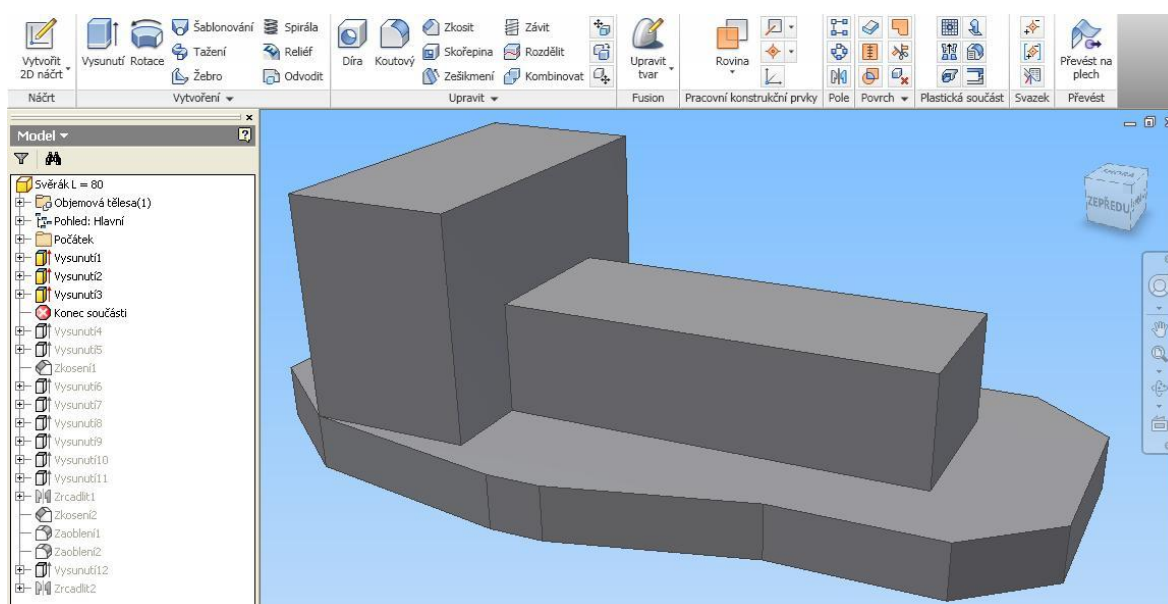 Vytvořit
2D náčrt
Vysunutí Rotace
Šablonování
Tažení
Žebro
Spirála
Reliéf
Odvodit
Díra Koutový
Zkosit
Skořepina
Zešikmení
Závit
Rozdělit
Kombinovat
Upravit
tvar
Rovina
Převést na
plech
Náčrt
Vytvoření
Upravit
Fusion
Pracovní konstrukční prvky
Pole
Povrch
Plastická součást
Svazek
Převést
Model
Svěrák L = 80
Objemová tělesa(1)
Pohled: Hlavní
Počátek
Vysunutí1
Vysunutí2
Vysunutí3
Konec součásti
Vysunutí4
Vysunutí5
Zkosení1
Vysunutí6
Vysunutí7
Vysunutí8
Vysunutí9
Vysunutí10
Vysunutí11
Zrcadlit1
Zkosení2
Zaoblení1
Zaoblení2
Vysunutí12
Zrcadlit2
ZEPŘEDU